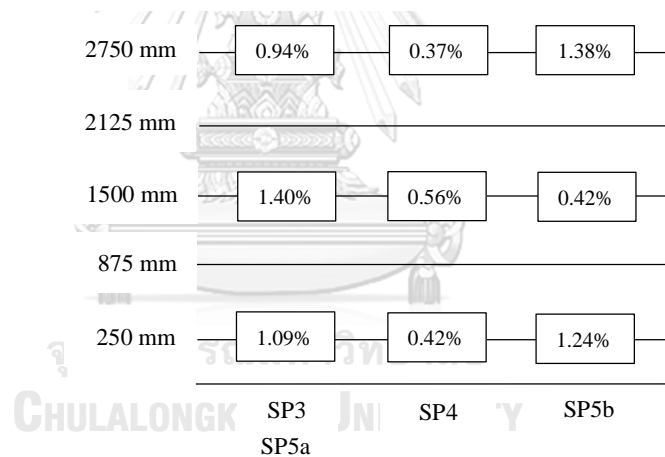 2750 mm 0.94% 0.37% 1.38%
2125 mm
1500 mm 1.40% 0.56% 0.42%
875 mm
250 mm 1.09% 0.42% 1.24%
SP3 SP4 SP5b
SP5a